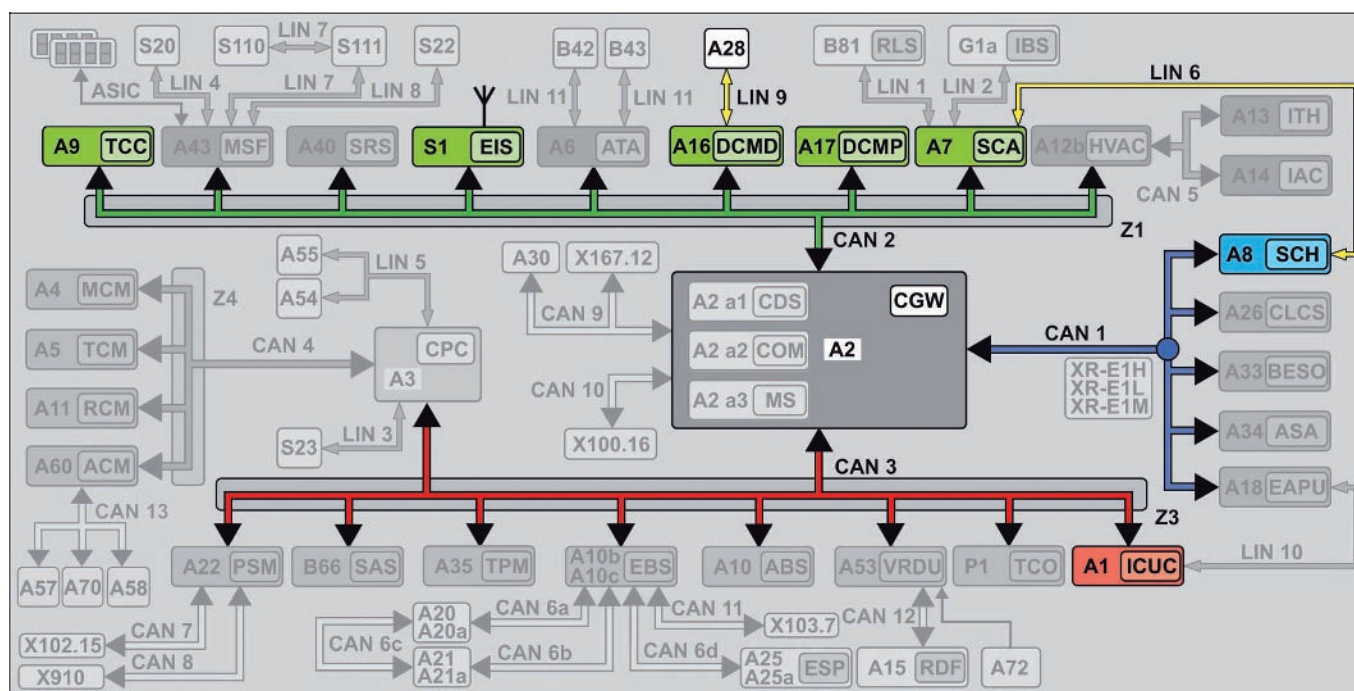 LIN 7
S20
S110
S111
S22
B42
B43
A28
B81 RLS
G1a IBS
LIN 6
ASIC
LIN 4
LIN 7
LIN 8
LIN 11
LIN 11
LIN 9
LIN 1
LIN 2
A9 TCC
A43 MSF
A40 SRS
S1 EIS
A6 ATA
A16 DCMD
A17 DCMP
A7 SCA
A12b HVAC
A13 ITH
A14 IAC
CAN 5
Z1
CAN 2
A55
LIN 5
A54
A30
X167.12
CAN 9
A8 SCH
A4 MCM
Z4
A2 a1 CDS
CGW
A26 CLCS
A5 TCM
CAN 4
CPC
A3
A2 a2 COM
A2
CAN 1
XR-E1H
XR-E1L
XR-E1M
A33 BESO
CAN 10
A2 a3 MS
A11 RCM
A34 ASA
S23
LIN 3
X100.16
A60 ACM
CAN 3
A18 EAPU
CAN 13
Z3
LIN 10
A57
A70
A58
A22 PSM
B66 SAS
A35 TPM
A10b
A10c
EBS
A10 ABS
A53 VRDU
P1 TCO
A1 ICUC
X102.15
CAN 7
X910
CAN 8
A20
A20a
CAN 6a
CAN 6c
A21
A21a
CAN 6b
CAN 11
X103.7
CAN 6d
A25
A25a
ESP
CAN 12
A15 RDF
A72